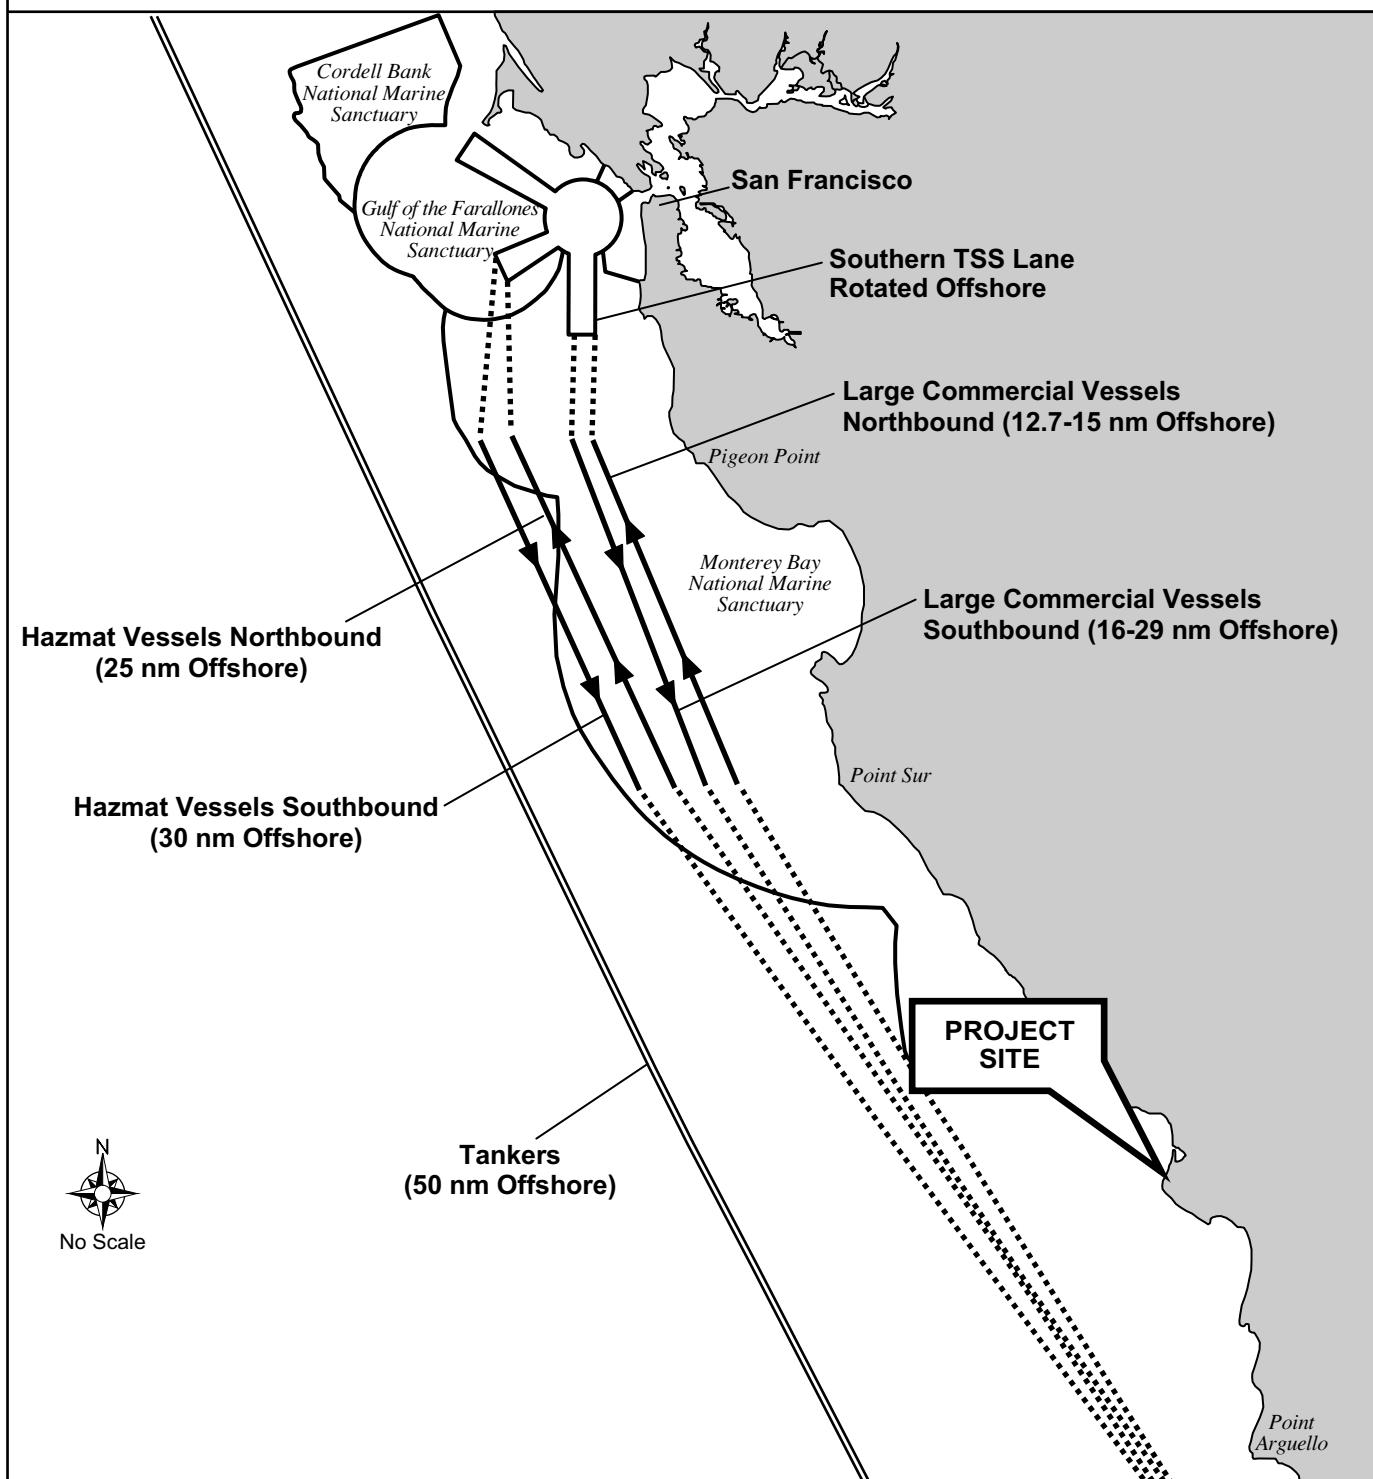 Cordell Bank
National Marine
Sanctuary
San Francisco
Gulf of the Farallones
National Marine
Sanctuary
Southern TSS Lane
Rotated Offshore
Large Commercial Vessels
Northbound (12.7-15 nm Offshore)
Pigeon Point
Monterey Bay
National Marine
Sanctuary
Large Commercial Vessels
Southbound (16-29 nm Offshore)
Hazmat Vessels Northbound
(25 nm Offshore)
Point Sur
Hazmat Vessels Southbound
(30 nm Offshore)
PROJECT
SITE
Tankers
(50 nm Offshore)
N
No Scale
Point
Arguello